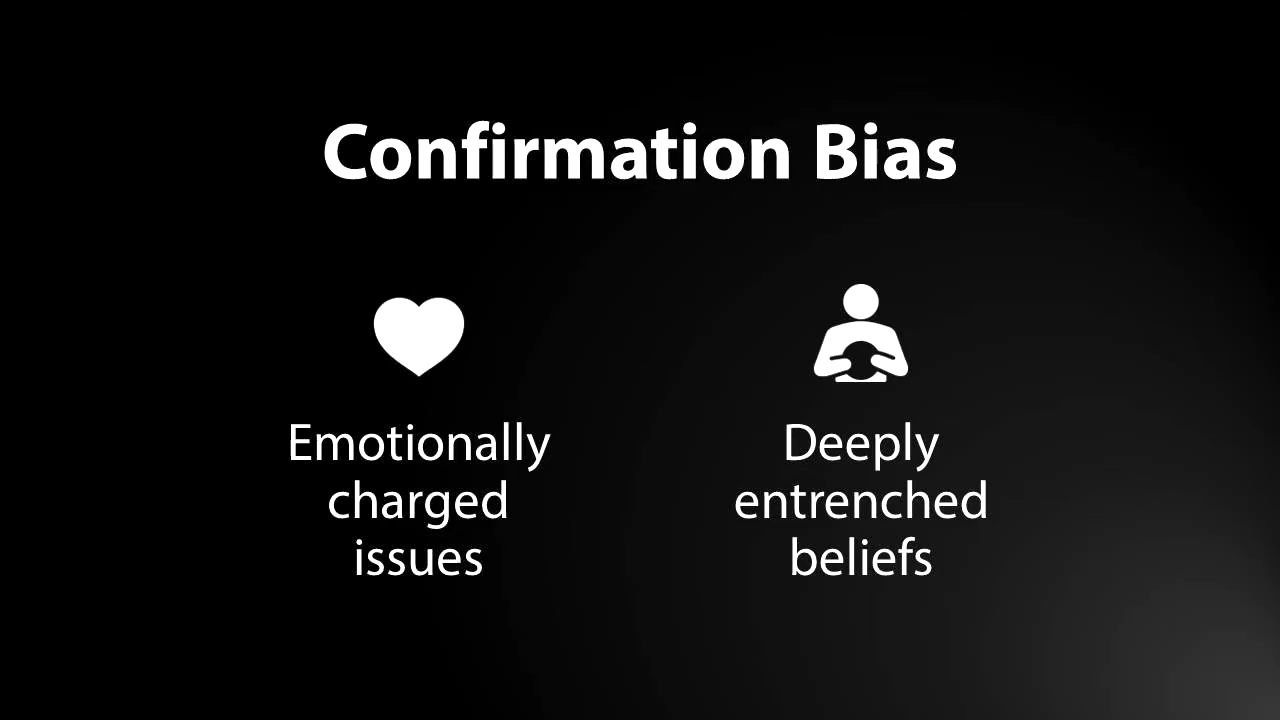 Confirmation Bias
Emotionally
charged
issues
Deeply
entrenched
beliefs